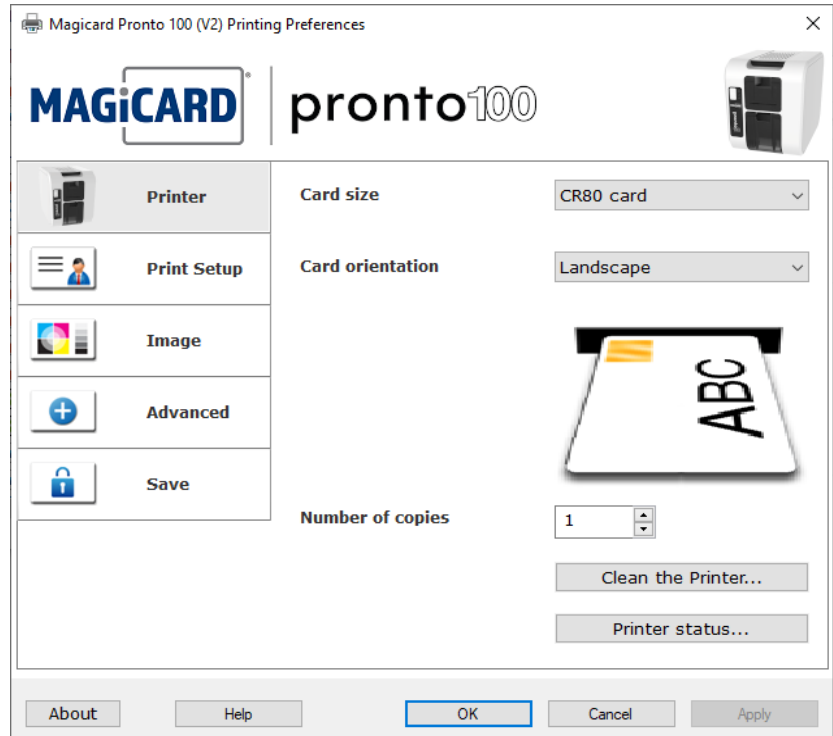 Magicard Pronto 100 (V2) Printing Preferences
MAGiCARD pronto100
Printer
Card size
CR80 card
Print Setup
Card orientation
Landscape
Image
ABC
Advanced
Save
Number of copies
1
Clean the Printer...
Printer status...
About
Help
OK
Cancel
Apply